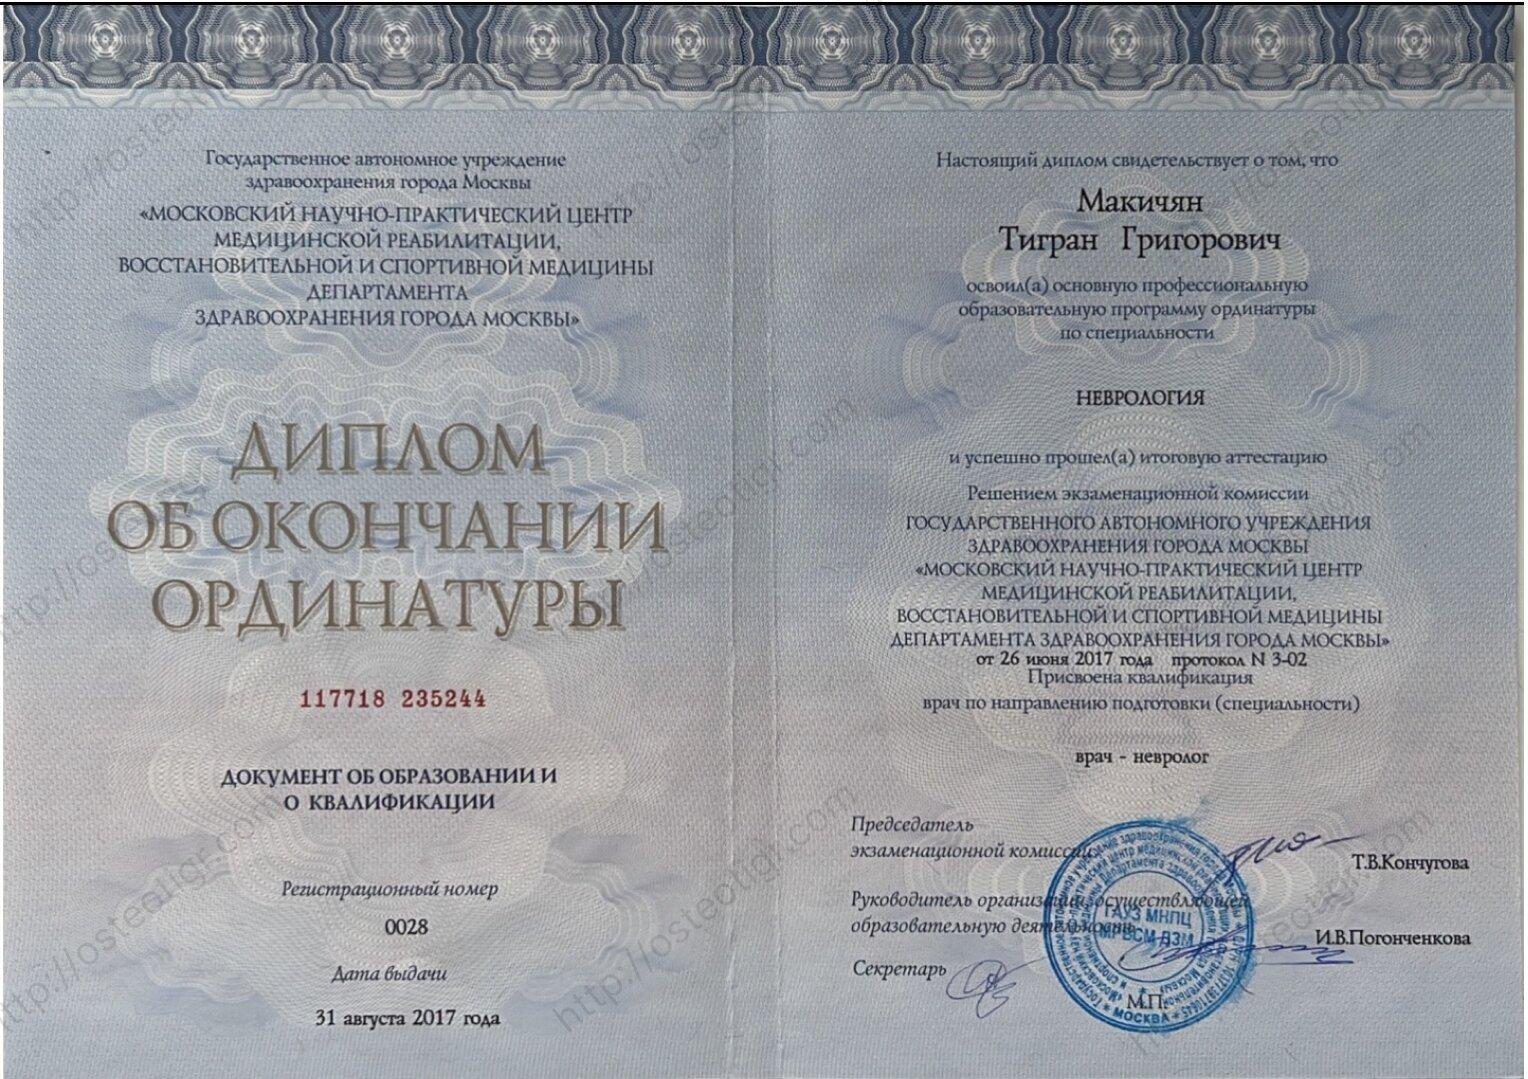 Государственное автономное учреждение
здравоохранения города Москвы
«МОСКОВСКИЙ НАУЧНО-ПРАКТИЧЕСКИЙ ЦЕНТР
МЕДИЦИНСКОЙ РЕАБИЛИТАЦИИ,
ВОССТАНОВИТЕЛЬНОЙ И СПОРТИВНОЙ МЕДИЦИНЫ
ДЕПАРТАМЕНТА
ЗДРАВООХРАНЕНИЯ ГОРОДА МОСКВЫ»
ДИПЛОМ
ОБ ОКОНЧАНИИ
ОРДИНАТУРЫ
117718 235244
ДОКУМЕНТ ОБ ОБРАЗОВАНИИ И
О КВАЛИФИКАЦИИ
Регистрационный номер
0028
Дата выдачи
31 августа 2017 года
Настоящий диплом свидетельствует о том, что
Макичян
Тигран Григорович
освоил(а) основную профессиональную
образовательную программу ординатуры
по специальности
НЕВРОЛОГИЯ
и успешно прошел(а) итоговую аттестацию
Решением экзаменационной комиссии
ГОСУДАРСТВЕННОГО АВТОНОМНОГО УЧРЕЖДЕНИЯ
ЗДРАВООХРАНЕНИЯ ГОРОДА МОСКВЫ
«МОСКОВСКИЙ НАУЧНО-ПРАКТИЧЕСКИЙ ЦЕНТР
МЕДИЦИНСКОЙ РЕАБИЛИТАЦИИ,
ВОССТАНОВИТЕЛЬНОЙ И СПОРТИВНОЙ МЕДИЦИНЫ
ДЕПАРТАМЕНТА ЗДРАВООХРАНЕНИЯ ГОРОДА МОСКВЫ»
от 26 июня 2017 года протокол N 3-02
Присвоена квалификация
врач по направлению подготовки (специальности)
врач - невролог
Председатель
экзаменационной комиссии
Т.В.Кончугова
Руководитель организации, осуществляющей
образовательную деятельность
И.В.Погонченкова
Секретарь
М.П.
ГАУЗ МНПЦ
МРВСМ ДЗМ
МОСКВА
http://osteotigr.com